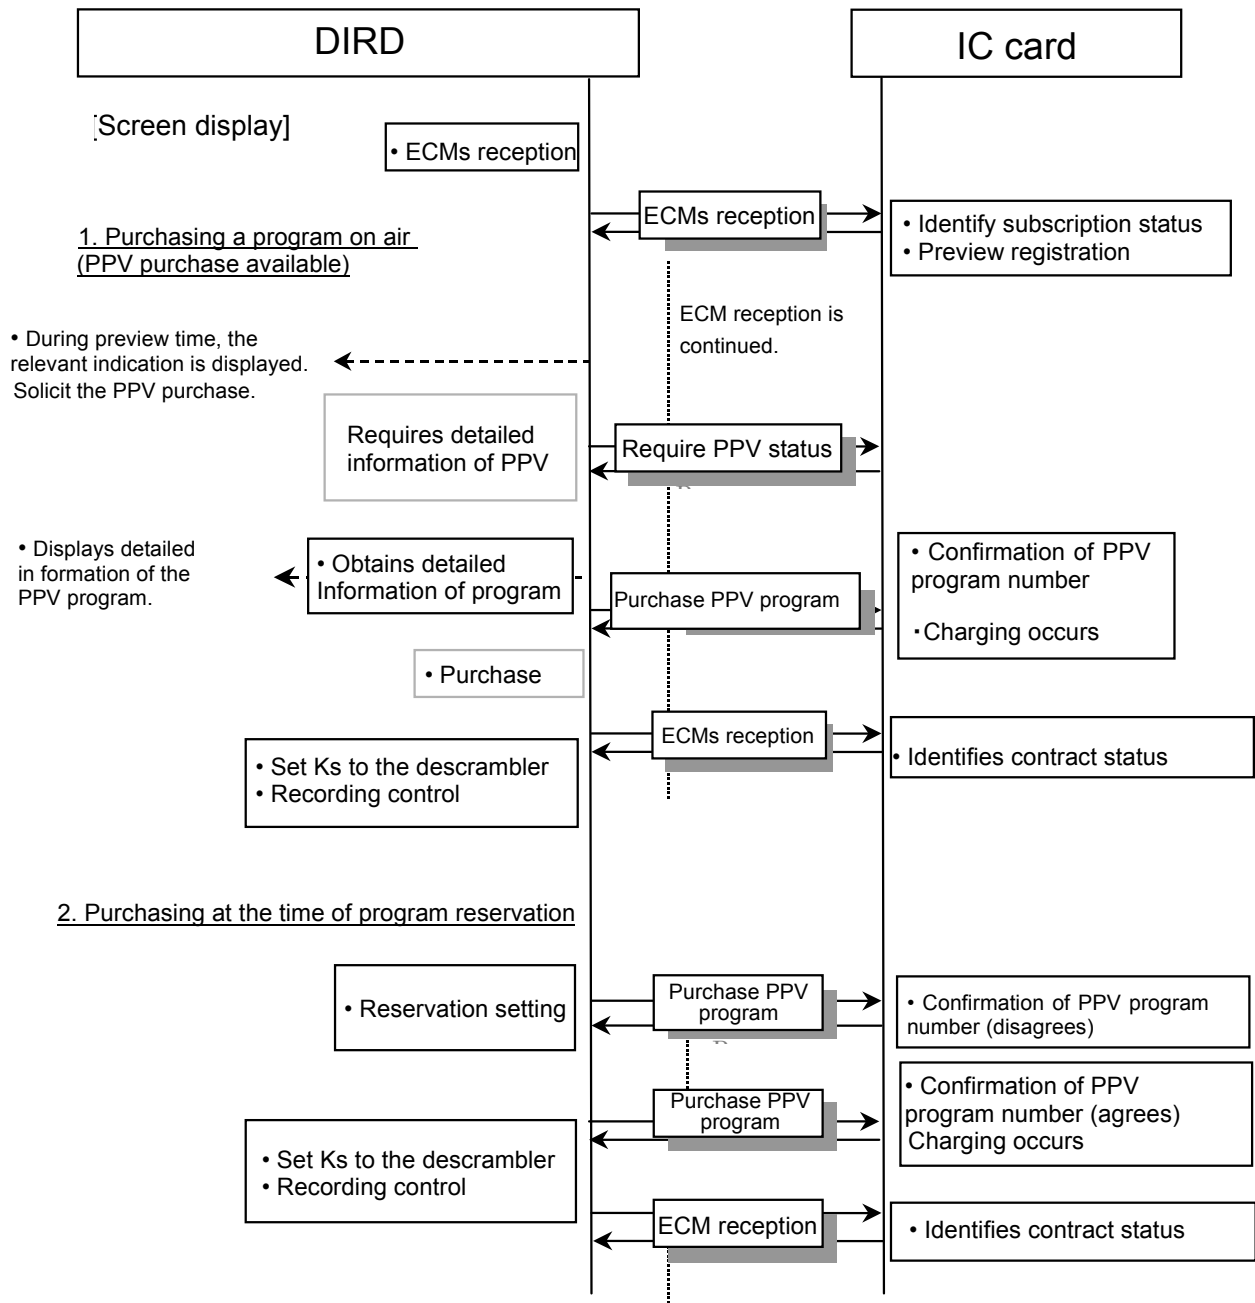 DIRD
IC card
[Screen display]
• ECMs reception
ECMs reception
• Identify subscription status
• Preview registration
1. Purchasing a program on air
(PPV purchase available)
ECM reception is
continued.
• During preview time, the
relevant indication is displayed.
Solicit the PPV purchase.
Requires detailed
information of PPV
Require PPV status
• Displays detailed
in formation of the
PPV program.
• Obtains detailed
Information of program
Purchase PPV program
• Confirmation of PPV
program number
・Charging occurs
• Purchase
ECMs reception
• Identifies contract status
• Set Ks to the descrambler
• Recording control
2. Purchasing at the time of program reservation
• Reservation setting
Purchase PPV
program
• Confirmation of PPV program
number (disagrees)
Purchase PPV
program
• Confirmation of PPV
program number (agrees)
Charging occurs
• Set Ks to the descrambler
• Recording control
ECM reception
• Identifies contract status